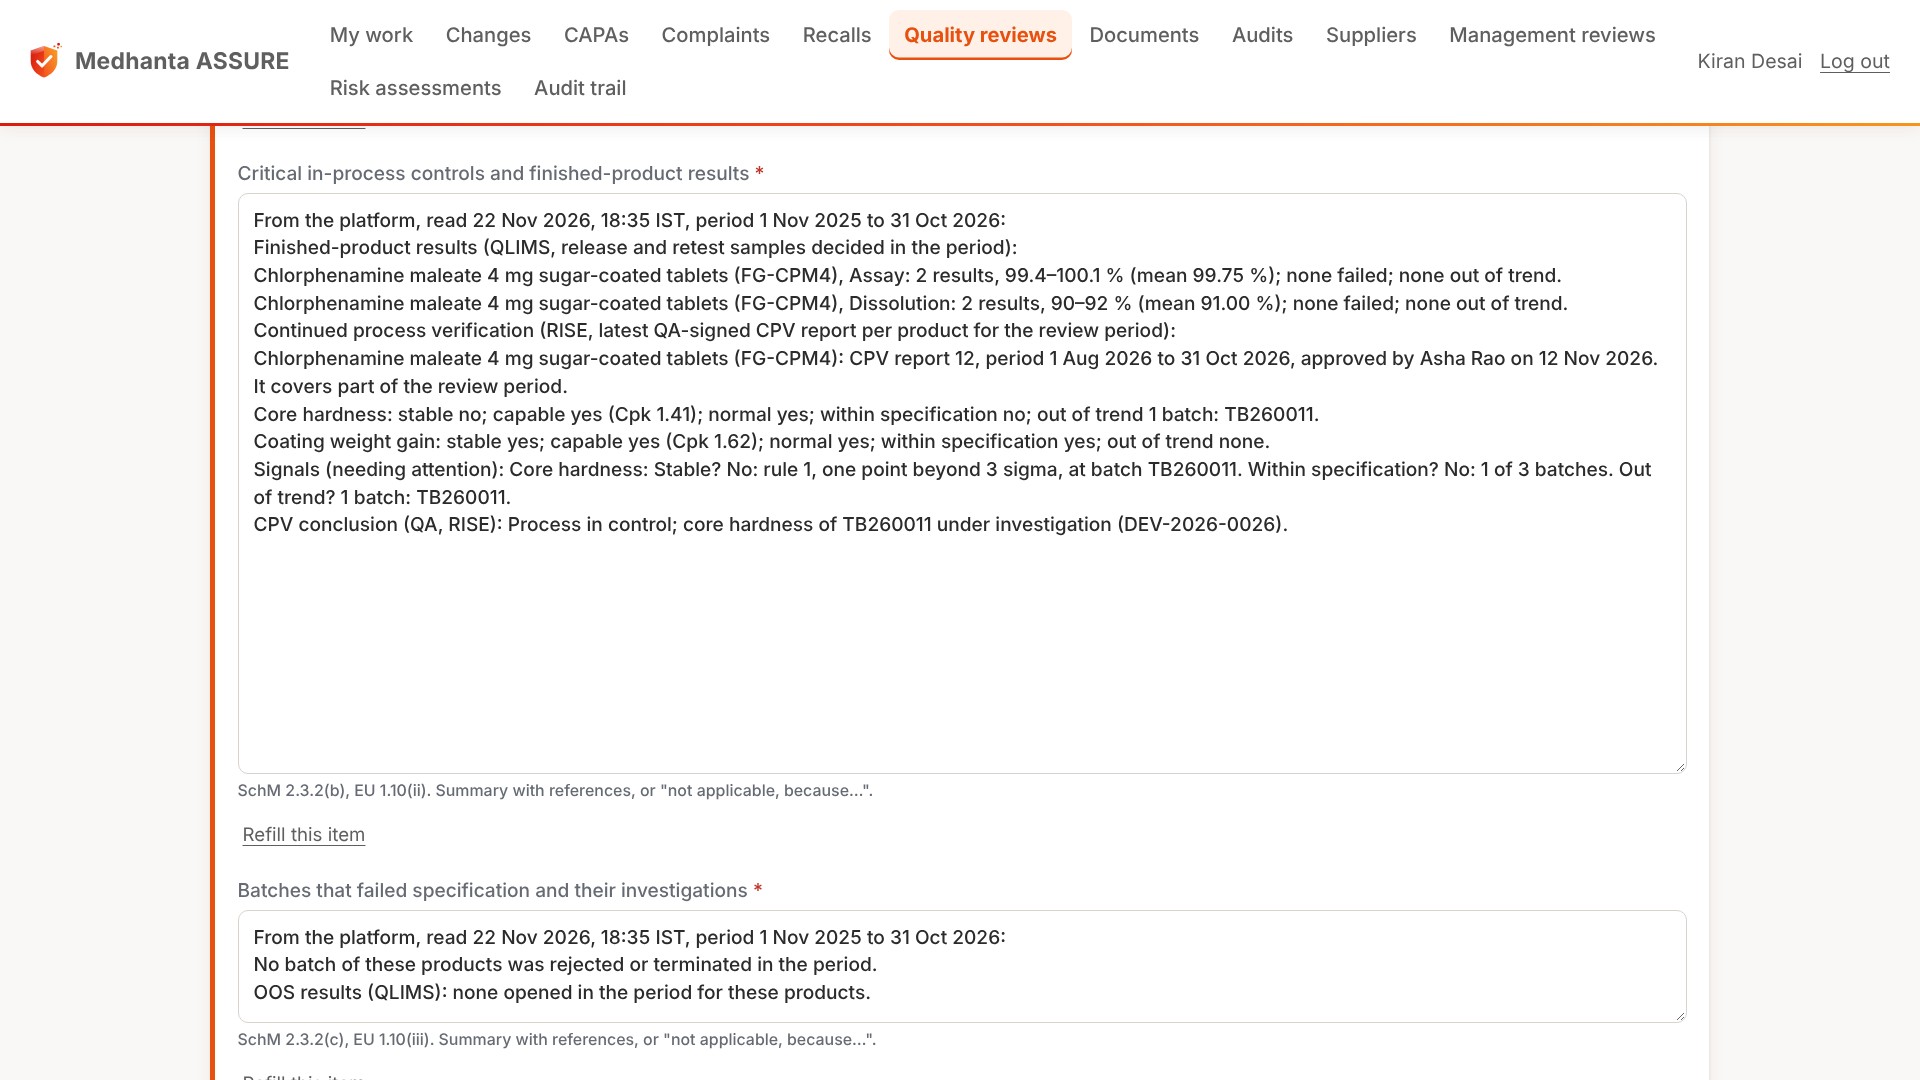 Medhanta ASSURE
My work
Changes
CAPAs
Complaints
Recalls
Quality reviews
Documents
Audits
Suppliers
Management reviews
Risk assessments
Audit trail
Kiran Desai
Log out
Critical in-process controls and finished-product results *
From the platform, read 22 Nov 2026, 18:35 IST, period 1 Nov 2025 to 31 Oct 2026:
Finished-product results (QLIMS, release and retest samples decided in the period):
Chlorphenamine maleate 4 mg sugar-coated tablets (FG-CPM4), Assay: 2 results, 99.4–100.1 % (mean 99.75 %); none failed; none out of trend.
Chlorphenamine maleate 4 mg sugar-coated tablets (FG-CPM4), Dissolution: 2 results, 90–92 % (mean 91.00 %); none failed; none out of trend.
Continued process verification (RISE, latest QA-signed CPV report per product for the review period):
Chlorphenamine maleate 4 mg sugar-coated tablets (FG-CPM4): CPV report 12, period 1 Aug 2026 to 31 Oct 2026, approved by Asha Rao on 12 Nov 2026.
It covers part of the review period.
Core hardness: stable no; capable yes (Cpk 1.41); normal yes; within specification no; out of trend 1 batch: TB260011.
Coating weight gain: stable yes; capable yes (Cpk 1.62); normal yes; within specification yes; out of trend none.
Signals (needing attention): Core hardness: Stable? No: rule 1, one point beyond 3 sigma, at batch TB260011. Within specification? No: 1 of 3 batches. Out
of trend? 1 batch: TB260011.
CPV conclusion (QA, RISE): Process in control; core hardness of TB260011 under investigation (DEV-2026-0026).
SchM 2.3.2(b), EU 1.10(ii). Summary with references, or "not applicable, because...".
Refill this item
Batches that failed specification and their investigations *
From the platform, read 22 Nov 2026, 18:35 IST, period 1 Nov 2025 to 31 Oct 2026:
No batch of these products was rejected or terminated in the period.
OOS results (QLIMS): none opened in the period for these products.
SchM 2.3.2(c), EU 1.10(iii). Summary with references, or "not applicable, because...".
Refill this item